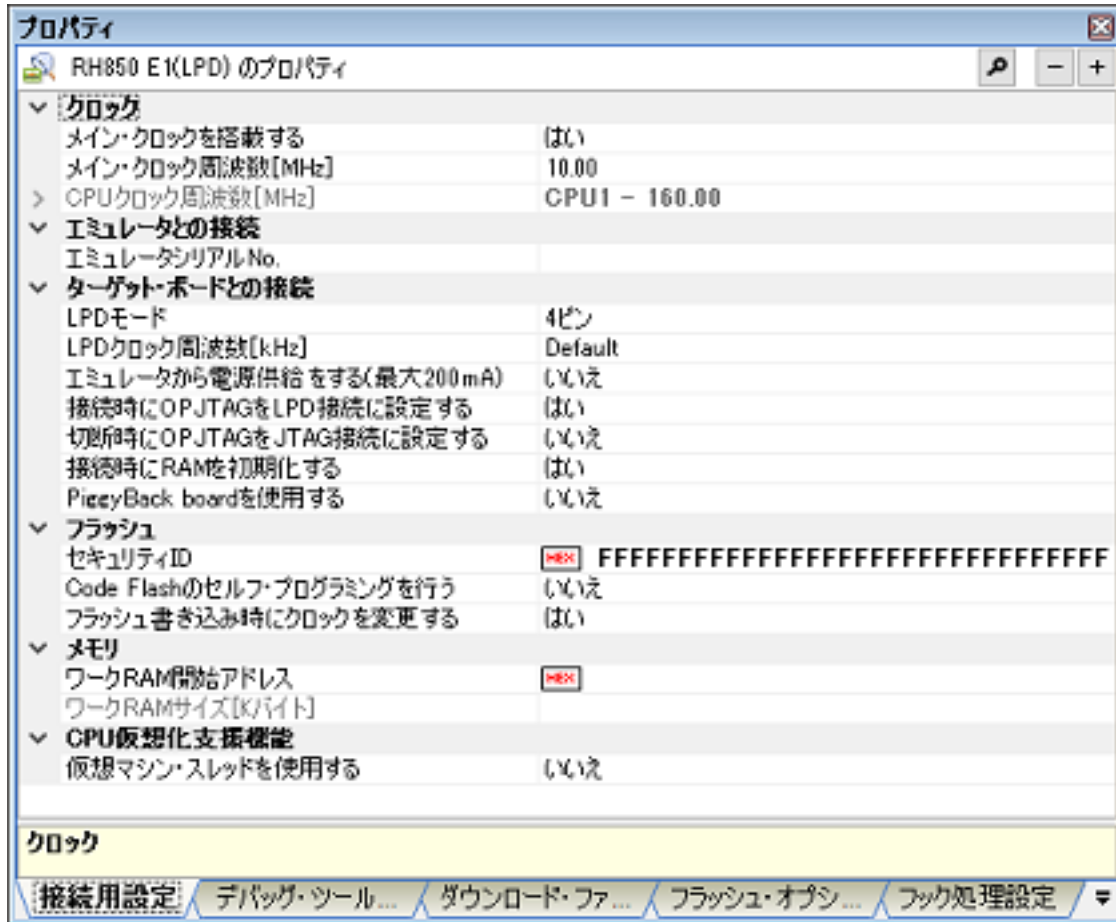 プロパティ
RH850 E1(LPD) のプロパティ
クロック
メイン・クロックを搭載する はい
メイン・クロック周波数[MHz] 10.00
CPUクロック周波数[MHz] CPU1 - 160.00
エミュレータとの接続
エミュレータシリアルNo.
ターゲット・ボードとの接続
LPDモード 4ピン
LPDクロック周波数[kHz] Default
エミュレータから電源供給をする(最大200mA) いいえ
接続時にOPJTAGをLPD接続に設定する はい
切断時にOPJTAGをJTAG接続に設定する いいえ
接続時にRAMを初期化する はい
PiggyBack boardを使用する いいえ
フラッシュ
セキュリティID HEX FFFFFFFFFFFFFFFFFFFFFFFFFFFFFFFF
Code Flashのセルフ・プログラミングを行う いいえ
フラッシュ書き込み時にクロックを変更する はい
メモリ
ワークRAM開始アドレス HEX
ワークRAMサイズ[Kバイト]
CPU仮想化支援機能
仮想マシン・スレッドを使用する いいえ
クロック
接続用設定 デバッグ・ツール... ダウンロード・ファ... フラッシュ・オプシ... フック処理設定